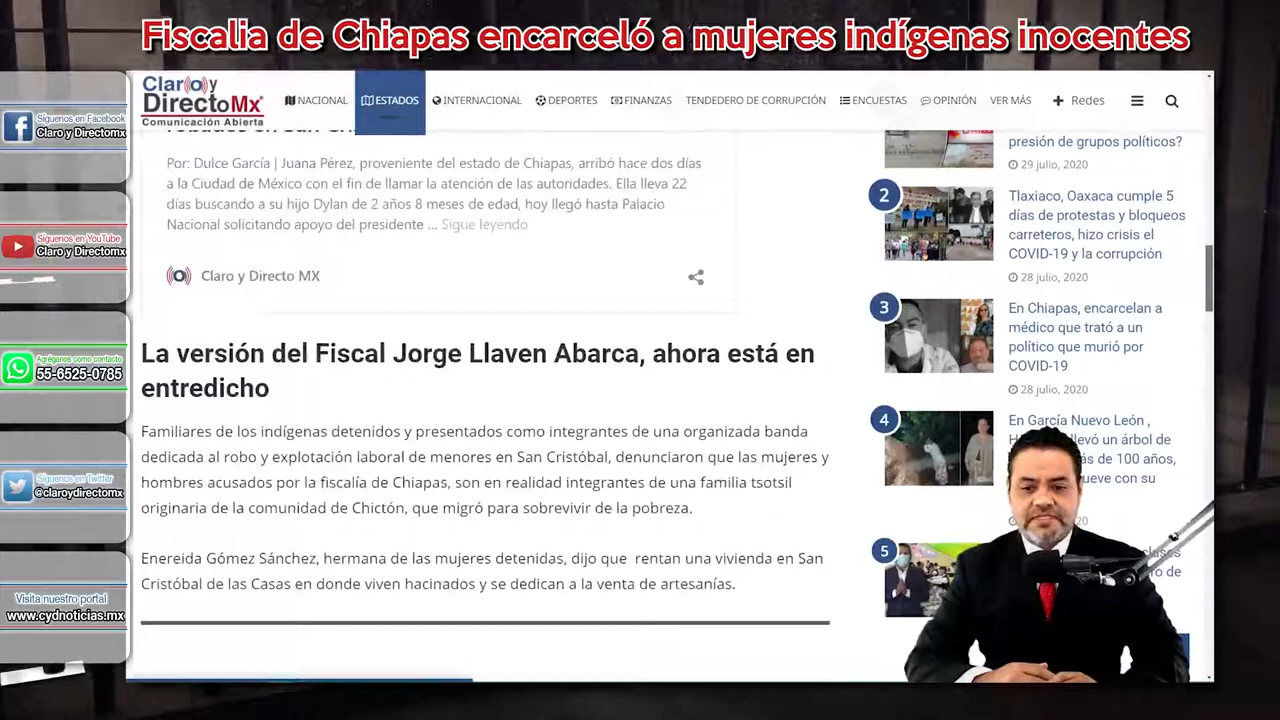 Fiscalia de Chiapas encarceló a mujeres indígenas inocentes
Síguenos en Facebook
Claro y Directomx
Síguenos en YouTube
Claro y Directomx
Agréganos como contacto
55-6525-0785
Síguenos en Twitter
@claroydirectomx
Visita nuestro portal
www.cydnoticias.mx
Claro y
DirectoMx
Comunicación Abierta
NACIONAL ESTADOS INTERNACIONAL DEPORTES FINANZAS TENDEDERO DE CORRUPCIÓN ENCUESTAS OPINIÓN VER MÁS + Redes
Por: Dulce García | Juana Pérez, proveniente del estado de Chiapas, arribó hace dos días
a la Ciudad de México con el fin de llamar la atención de las autoridades. Ella lleva 22
días buscando a su hijo Dylan de 2 años 8 meses de edad, hoy llegó hasta Palacio
Nacional solicitando apoyo del presidente ... Sigue leyendo
Claro y Directo MX
La versión del Fiscal Jorge Llaven Abarca, ahora está en
entredicho
Familiares de los indígenas detenidos y presentados como integrantes de una organizada banda
dedicada al robo y explotación laboral de menores en San Cristóbal, denunciaron que las mujeres y
hombres acusados por la fiscalía de Chiapas, son en realidad integrantes de una familia tsotsil
originaria de la comunidad de Chictón, que migró para sobrevivir de la pobreza.
Enereida Gómez Sánchez, hermana de las mujeres detenidas, dijo que rentan una vivienda en San
Cristóbal de las Casas en donde viven hacinados y se dedican a la venta de artesanías.
presión de grupos políticos?
29 julio, 2020
2
Tlaxiaco, Oaxaca cumple 5
días de protestas y bloqueos
carreteros, hizo crisis el
COVID-19 y la corrupción
28 julio, 2020
3
En Chiapas, encarcelan a
médico que trató a un
político que murió por
COVID-19
28 julio, 2020
4
En García Nuevo León ,
llevó un árbol de
más de 100 años,
con su
5
clases
de